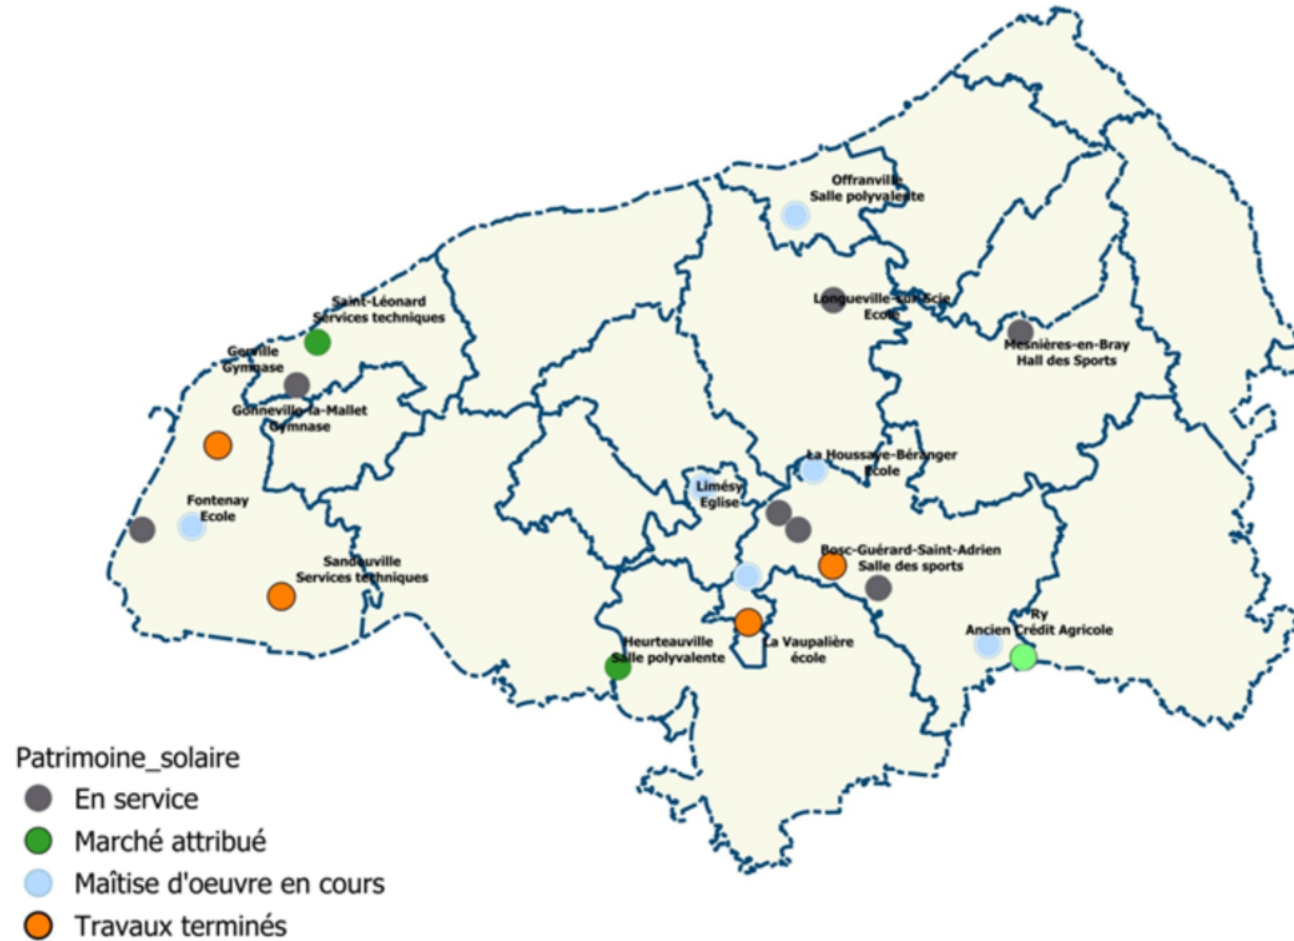 Offranville
Salle polyvalente
Longueville-sur-Scie
Ecole
Saint-Léonard
Services techniques
Mesnières-en-Bray
Hall des Sports
Gerville
Gymnase
Gonneville-la-Mallet
Gymnase
La Houssaye-Béranger
Ecole
Limésy
Eglise
Fontenay
Ecole
Bosc-Guérard-Saint-Adrien
Salle des sports
Sandouville
Services techniques
Ry
Ancien Crédit Agricole
Heurteauville
Salle polyvalente
La Vaupalière
école
Patrimoine_solaire
En service
Marché attribué
Maîtise d'oeuvre en cours
Travaux terminés